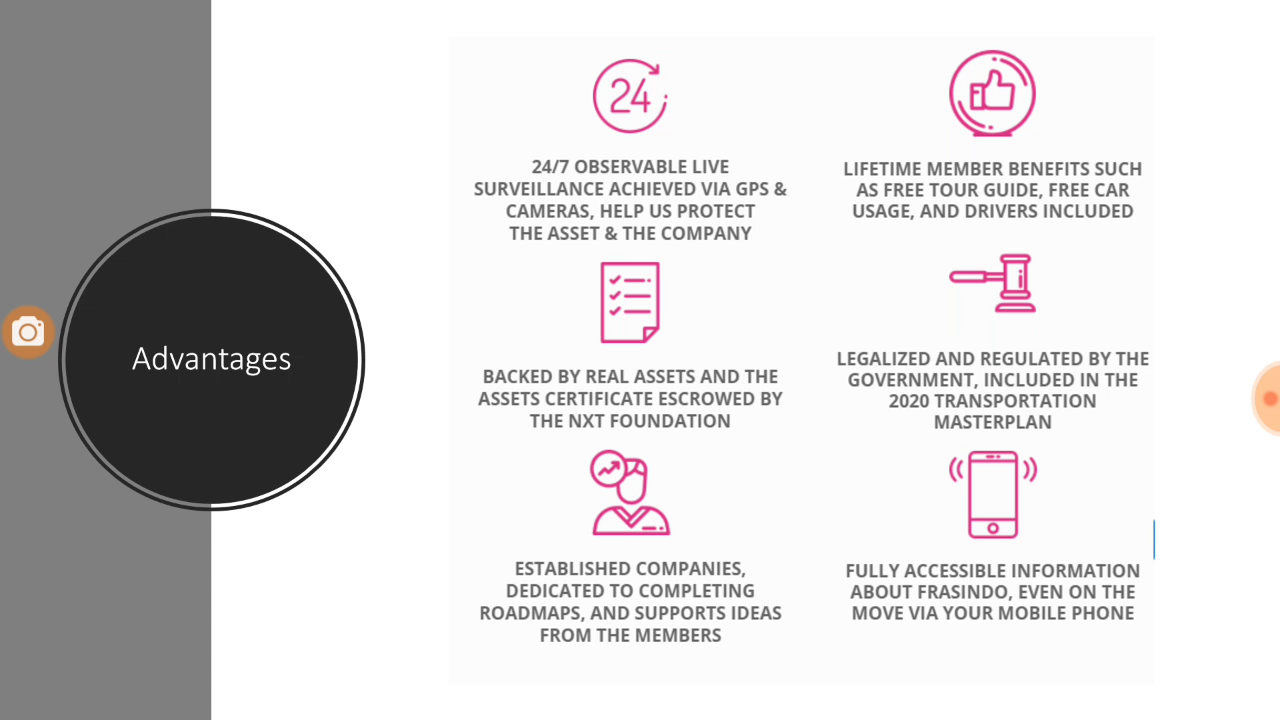 Advantages
24
24/7 OBSERVABLE LIVE
SURVEILLANCE ACHIEVED VIA GPS &
CAMERAS, HELP US PROTECT
THE ASSET & THE COMPANY
LIFETIME MEMBER BENEFITS SUCH
AS FREE TOUR GUIDE, FREE CAR
USAGE, AND DRIVERS INCLUDED
BACKED BY REAL ASSETS AND THE
ASSETS CERTIFICATE ESCROWED BY
THE NXT FOUNDATION
LEGALIZED AND REGULATED BY THE
GOVERNMENT, INCLUDED IN THE
2020 TRANSPORTATION
MASTERPLAN
ESTABLISHED COMPANIES,
DEDICATED TO COMPLETING
ROADMAPS, AND SUPPORTS IDEAS
FROM THE MEMBERS
FULLY ACCESSIBLE INFORMATION
ABOUT FRASINDO, EVEN ON THE
MOVE VIA YOUR MOBILE PHONE